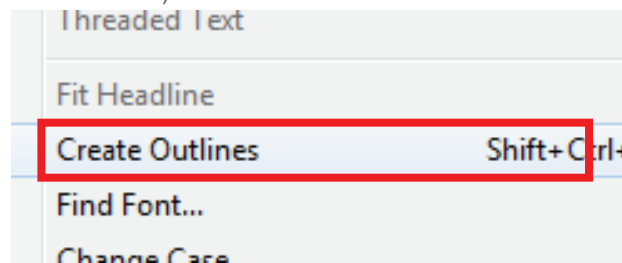 Threaded Text
Fit Headline
Create Outlines Shift+Ctrl+
Find Font...
Change Case